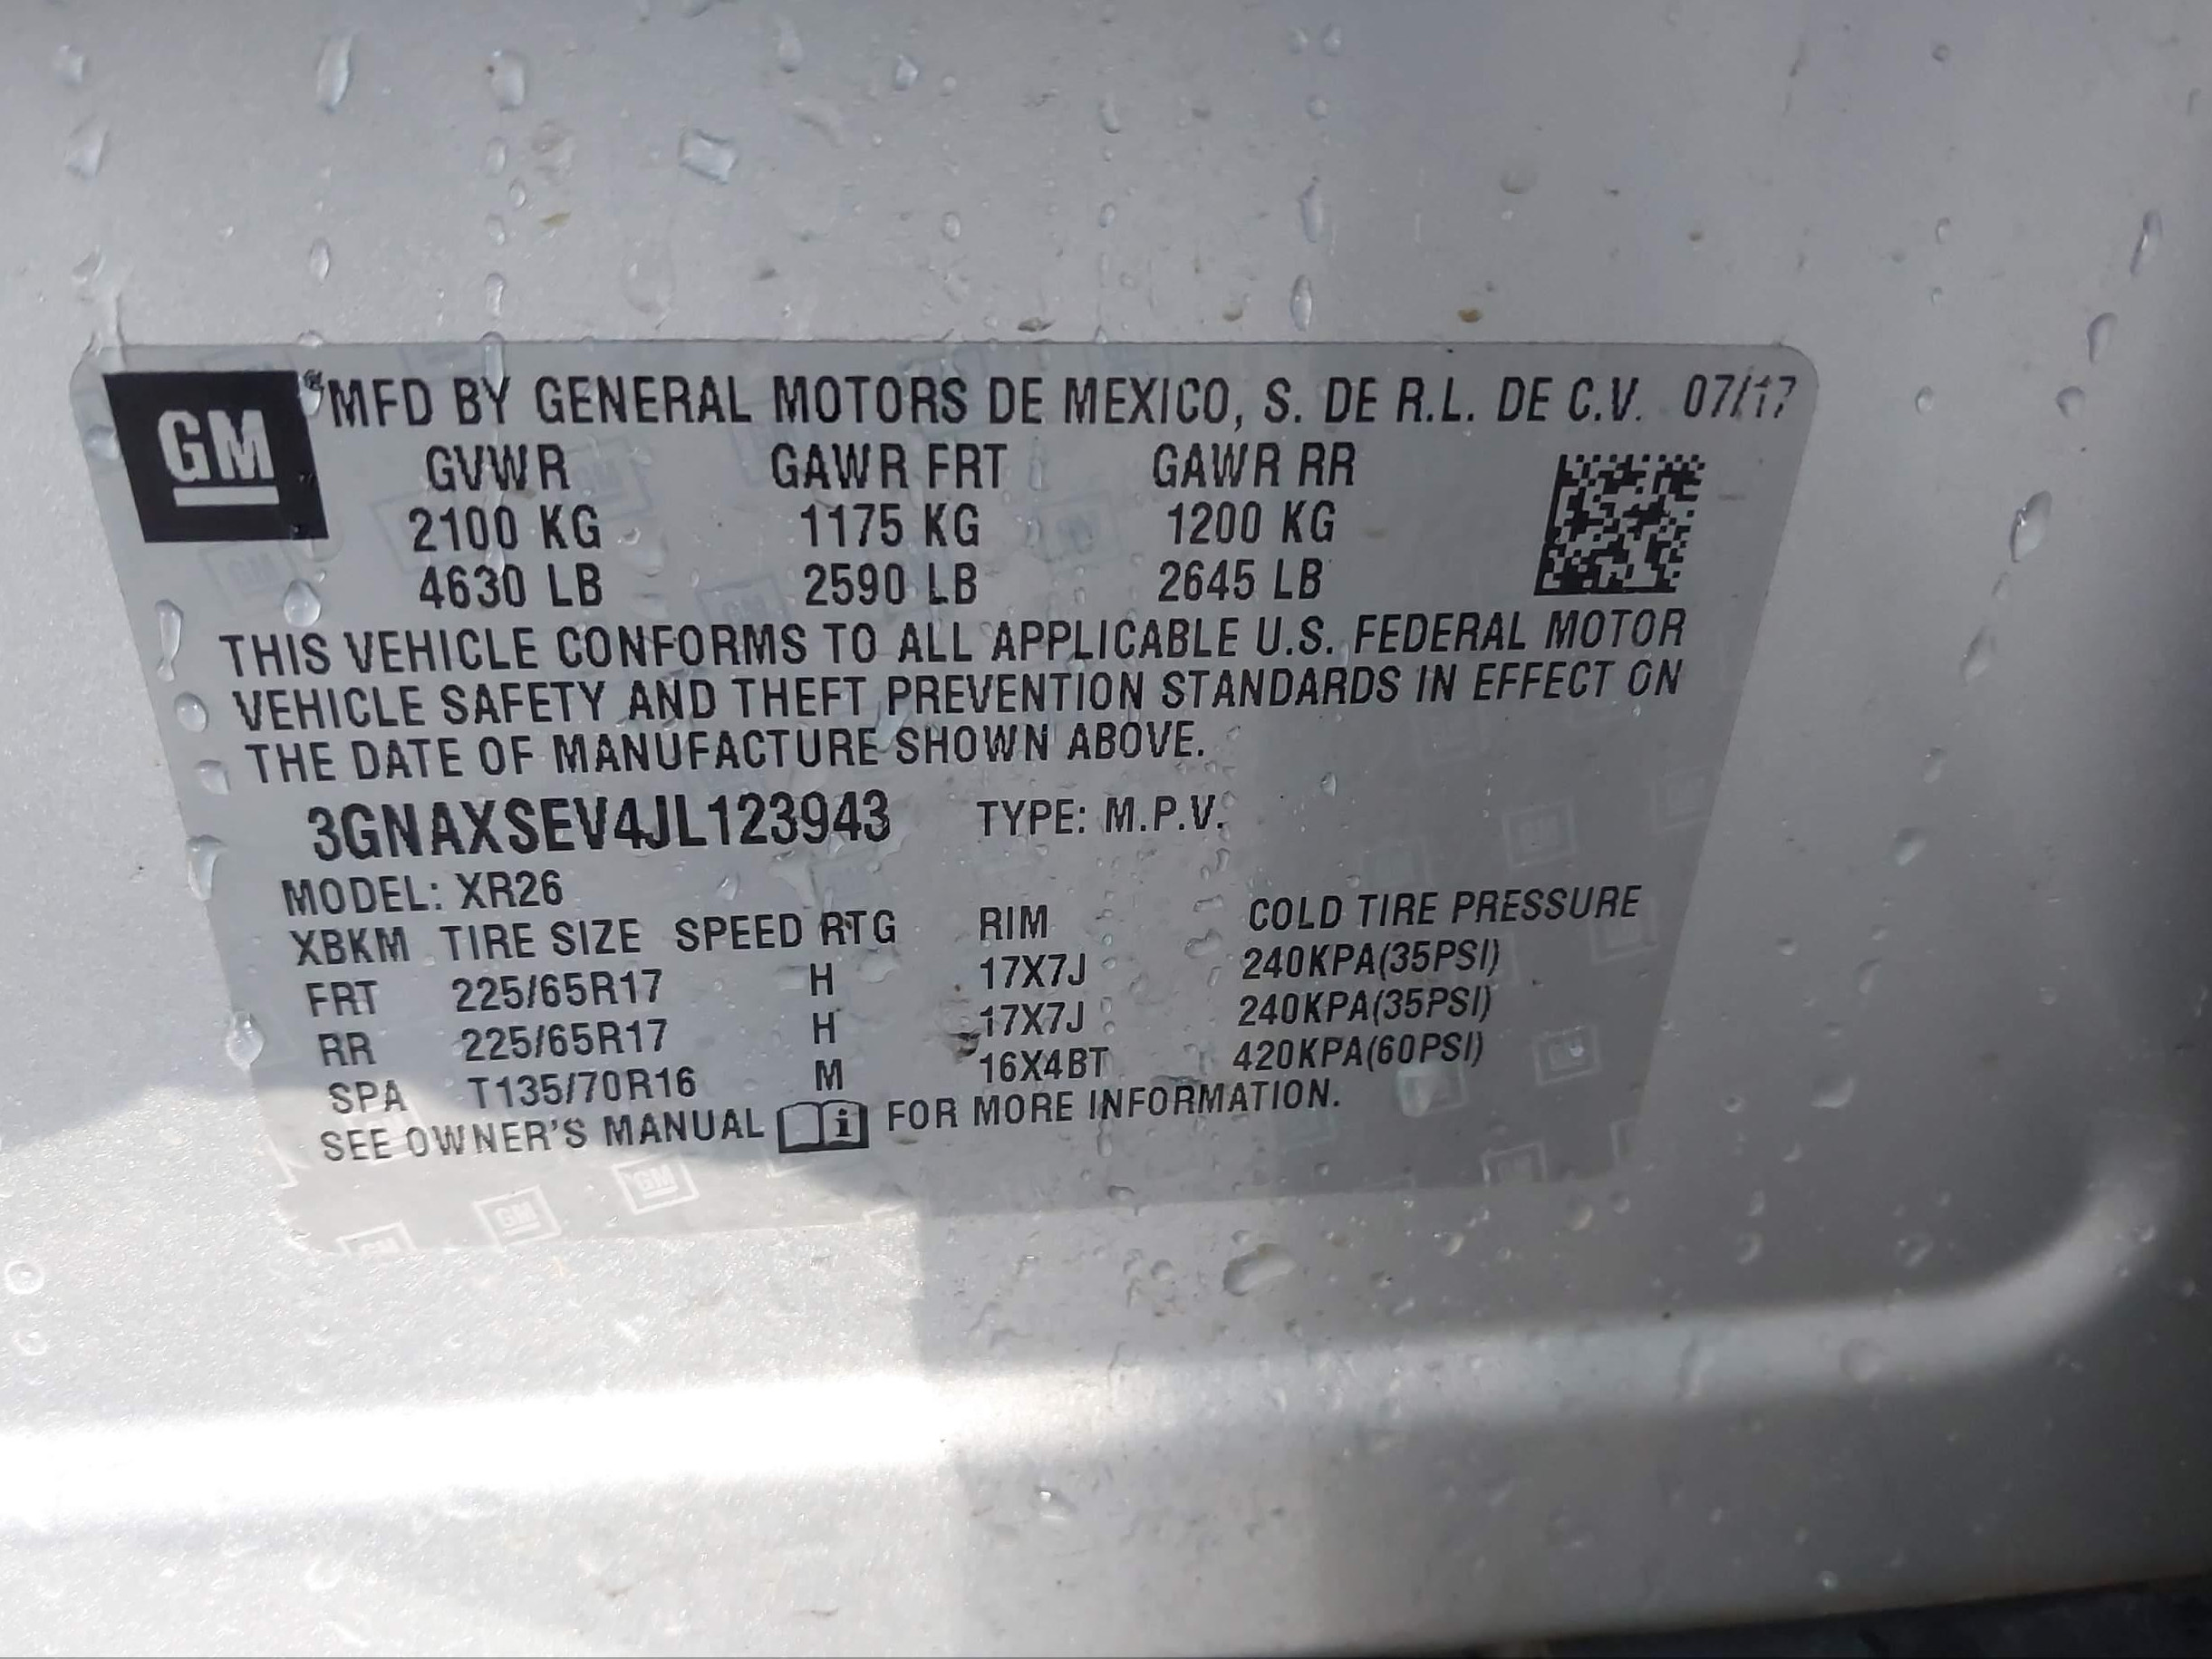 GM MFD BY GENERAL MOTORS DE MEXICO, S. DE R.L. DE C.V. 07/17
GVWR GAWR FRT GAWR RR
2100 KG 1175 KG 1200 KG
4630 LB 2590 LB 2645 LB
THIS VEHICLE CONFORMS TO ALL APPLICABLE U.S. FEDERAL MOTOR
VEHICLE SAFETY AND THEFT PREVENTION STANDARDS IN EFFECT ON
THE DATE OF MANUFACTURE SHOWN ABOVE.
3GNAXSEV4JL123943 TYPE: M.P.V.
MODEL: XR26
XBKM TIRE SIZE SPEED RTG RIM COLD TIRE PRESSURE
FRT 225/65R17 H 17X7J 240KPA(35PSI)
RR 225/65R17 H 17X7J 240KPA(35PSI)
SPA T135/70R16 M 16X4BT 420KPA(60PSI)
SEE OWNER'S MANUAL i FOR MORE INFORMATION.